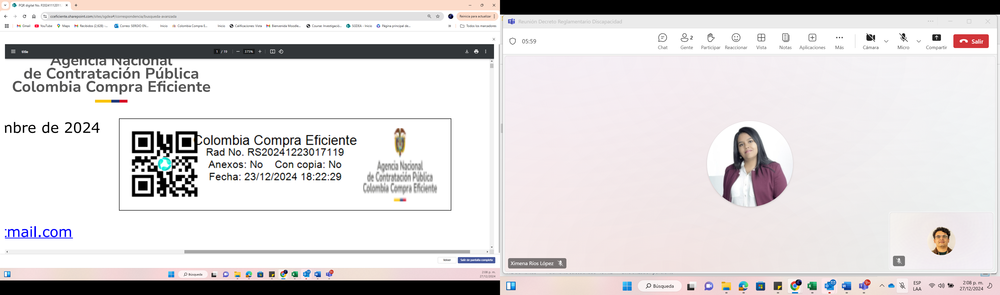 PQR digital No. P20241112011
cceficiente.sharepoint.com/sites/sgdea#/correspondencia/busqueda-avanzada
Reinicia para actualizar
Gmail
YouTube
Maps
Recibidos (2,628) -...
Correo: SERGIO EN...
Inicio
Colombia Compra E...
Inicio
Calificaciones: Vista
Bienvenida Moodle...
Course: Investigació...
SGDEA - Inicio
Página principal de...
Todos los marcadores
title
1 / 19
375%
Agencia Nacional
de Contratación Pública
Colombia Compra Eficiente
nbre de 2024
Colombia Compra Eficiente
Rad No. RS20241223017119
Anexos: No Con copia: No
Fecha: 23/12/2024 18:22:29
Agencia Nacional
de Contratación Pública
Colombia Compra Eficiente
mail.com
Volver
Salir de pantalla completa
Búsqueda
9+
2:08 p. m.
27/12/2024
Reunión Decreto Reglamentario Discapacidad
05:59
Chat
2
Gente
Participar
Reaccionar
Vista
Notas
Aplicaciones
Más
Cámara
Micro
Compartir
Salir
Ximena Ríos López
Búsqueda
9+
ESP
LAA
2:08 p. m.
27/12/2024